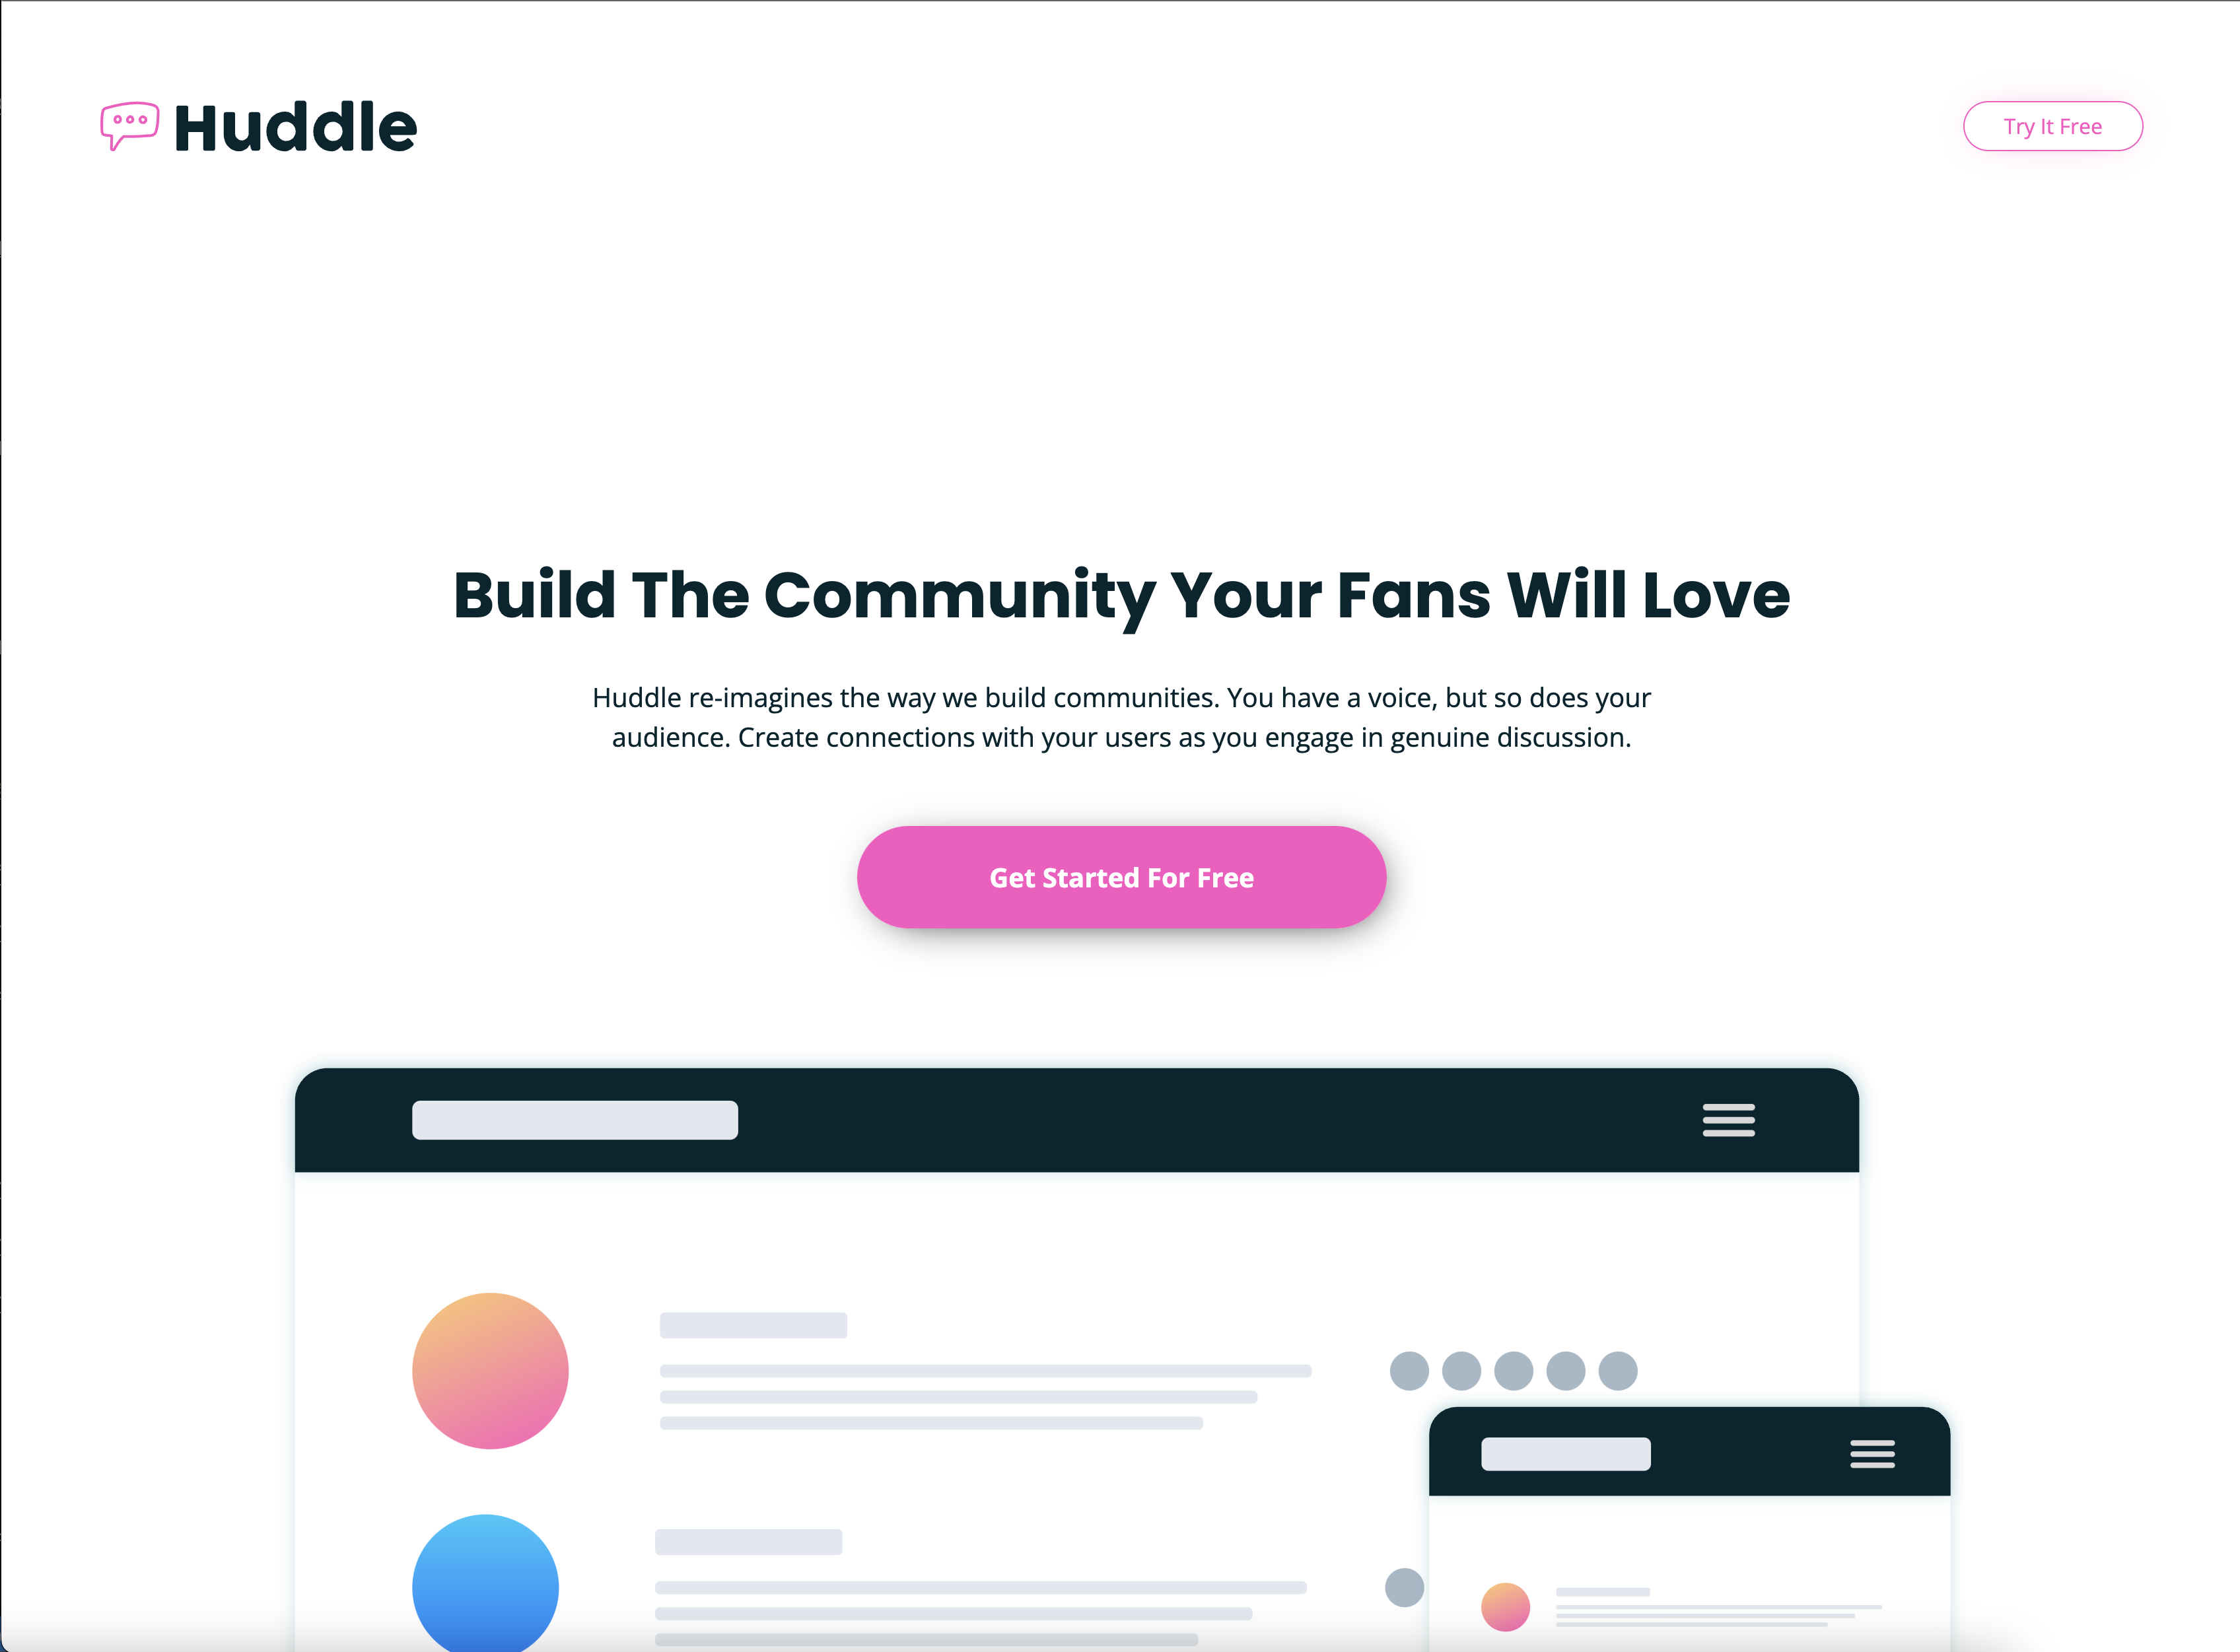 Huddle
Try It Free
Build The Community Your Fans Will Love
Huddle re-imagines the way we build communities. You have a voice, but so does your
audience. Create connections with your users as you engage in genuine discussion.
Get Started For Free